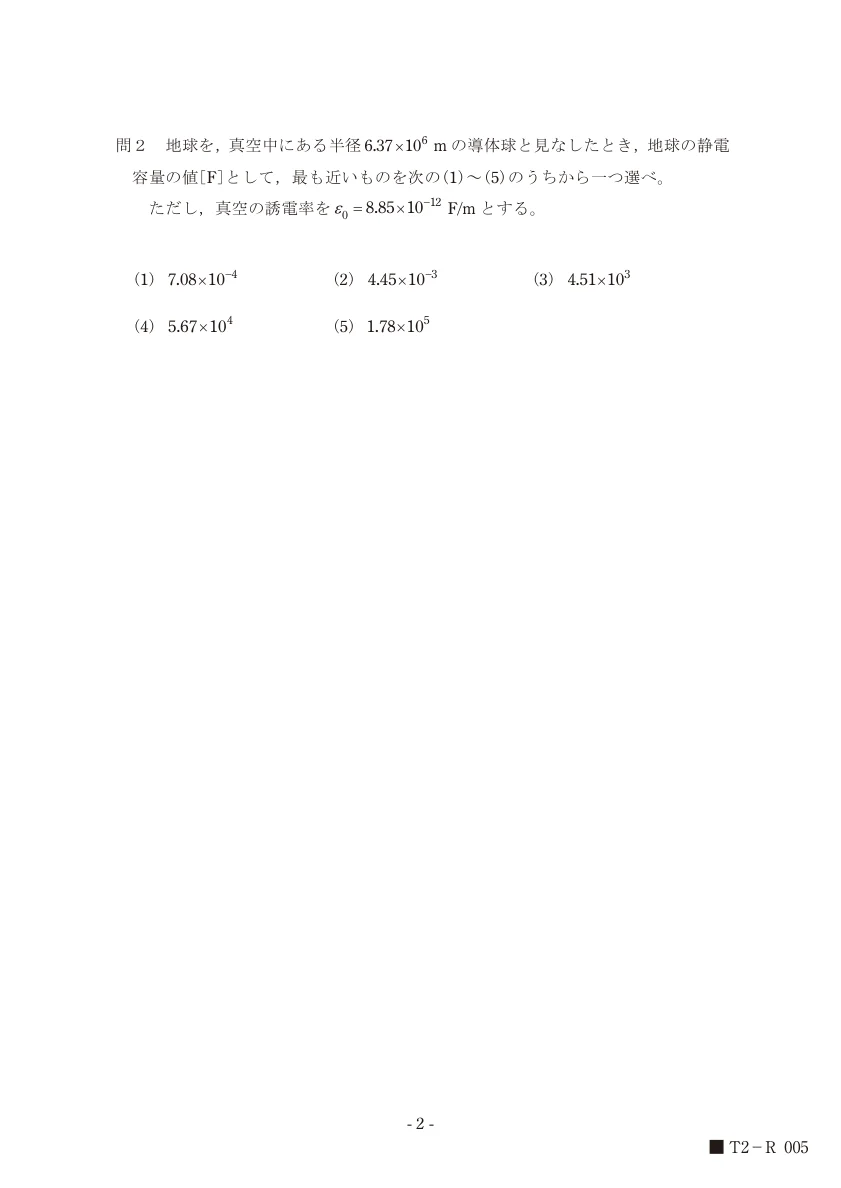 問２　地球を，真空中にある半径 6.37×10⁶ m の導体球と見なしたとき，地球の静電
容量の値[F]として，最も近いものを次の(1)～(5)のうちから一つ選べ。
ただし，真空の誘電率を ε₀ = 8.85×10⁻¹² F/m とする。
(1) 7.08×10⁻⁴ (2) 4.45×10⁻³ (3) 4.51×10³
(4) 5.67×10⁴ (5) 1.78×10⁵
- 2 -
■ T2－R 005